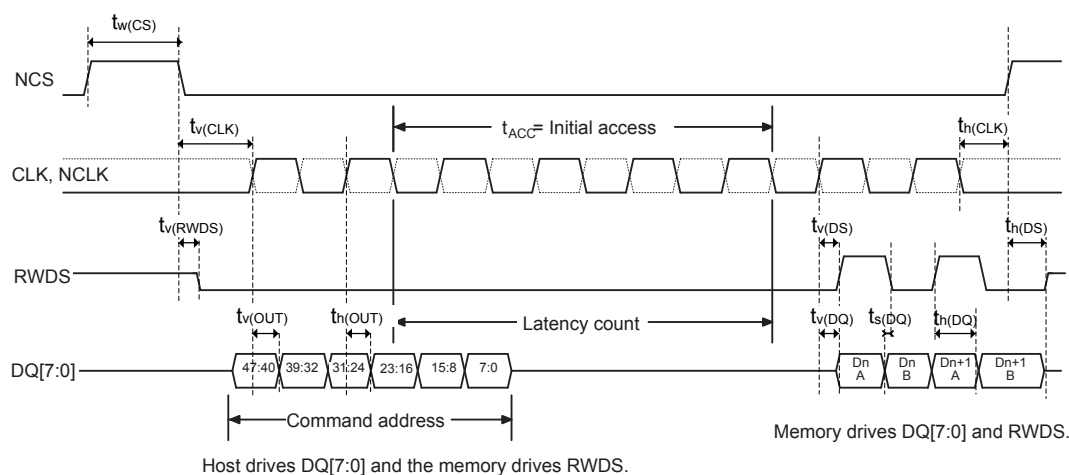 tw(CS)
NCS
tv(CLK)
tACC= Initial access
th(CLK)
CLK, NCLK
tv(RWDS)
tv(DS)
th(DS)
RWDS
tv(OUT)
th(OUT)
Latency count
tv(DQ)
ts(DQ)
th(DQ)
DQ[7:0]
47:40
39:32
31:24
23:16
15:8
7:0
Dn
A
Dn
B
Dn+1
A
Dn+1
B
Command address
Memory drives DQ[7:0] and RWDS.
Host drives DQ[7:0] and the memory drives RWDS.